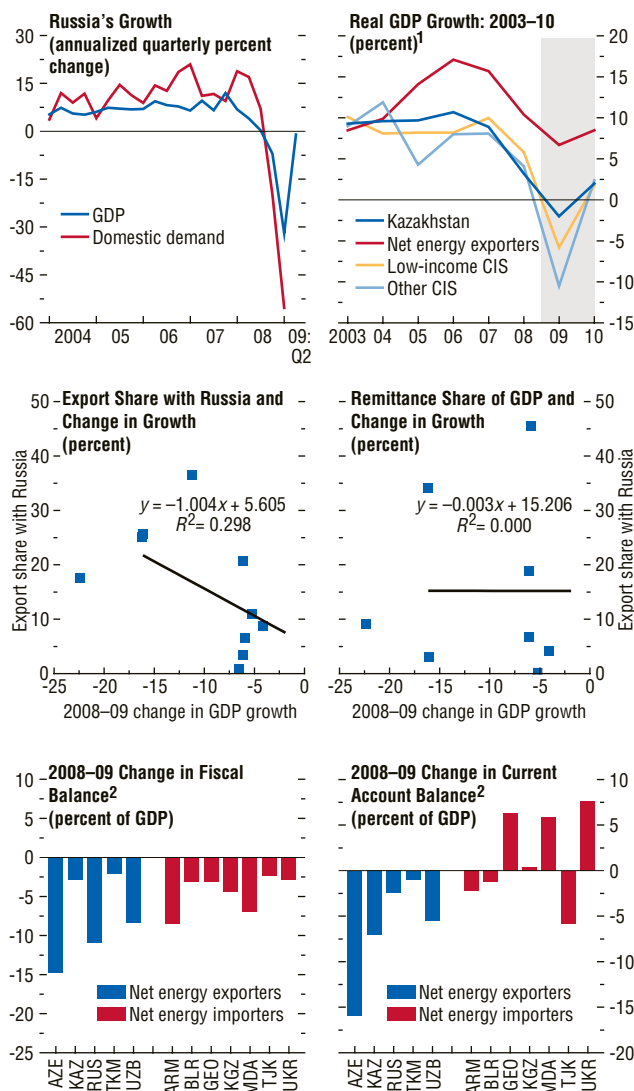 Russia's Growth
(annualized quarterly percent
change)
30
15
0
-15
-30
-45
-60
GDP
Domestic demand
2004 05 06 07 08 09:
Q2
Real GDP Growth: 2003–10
(percent)1
20
15
10
5
0
-5
-10
-15
Kazakhstan
Net energy exporters
Low-income CIS
Other CIS
2003 04 05 06 07 08 09 10
Export Share with Russia and
Change in Growth
(percent)
Export share with Russia
50
40
30
20
10
0
y = –1.004x + 5.605
R2 = 0.298
-25 -20 -15 -10 -5 0
2008–09 change in GDP growth
Remittance Share of GDP and
Change in Growth
(percent)
Export share with Russia
50
40
30
20
10
0
y = –0.003x + 15.206
R2 = 0.000
-25 -20 -15 -10 -5 0
2008–09 change in GDP growth
2008–09 Change in Fiscal
Balance2
(percent of GDP)
10
5
0
-5
-10
-15
-20
-25
Net energy exporters
Net energy importers
AZE KAZ RUS TKM UZB ARM BLR GEO KGZ MDA TJK UKR
2008–09 Change in Current
Account Balance2
(percent of GDP)
10
5
0
-5
-10
-15
-20
Net energy exporters
Net energy importers
AZE KAZ RUS TKM UZB ARM BLR GEO KGZ MDA TJK UKR